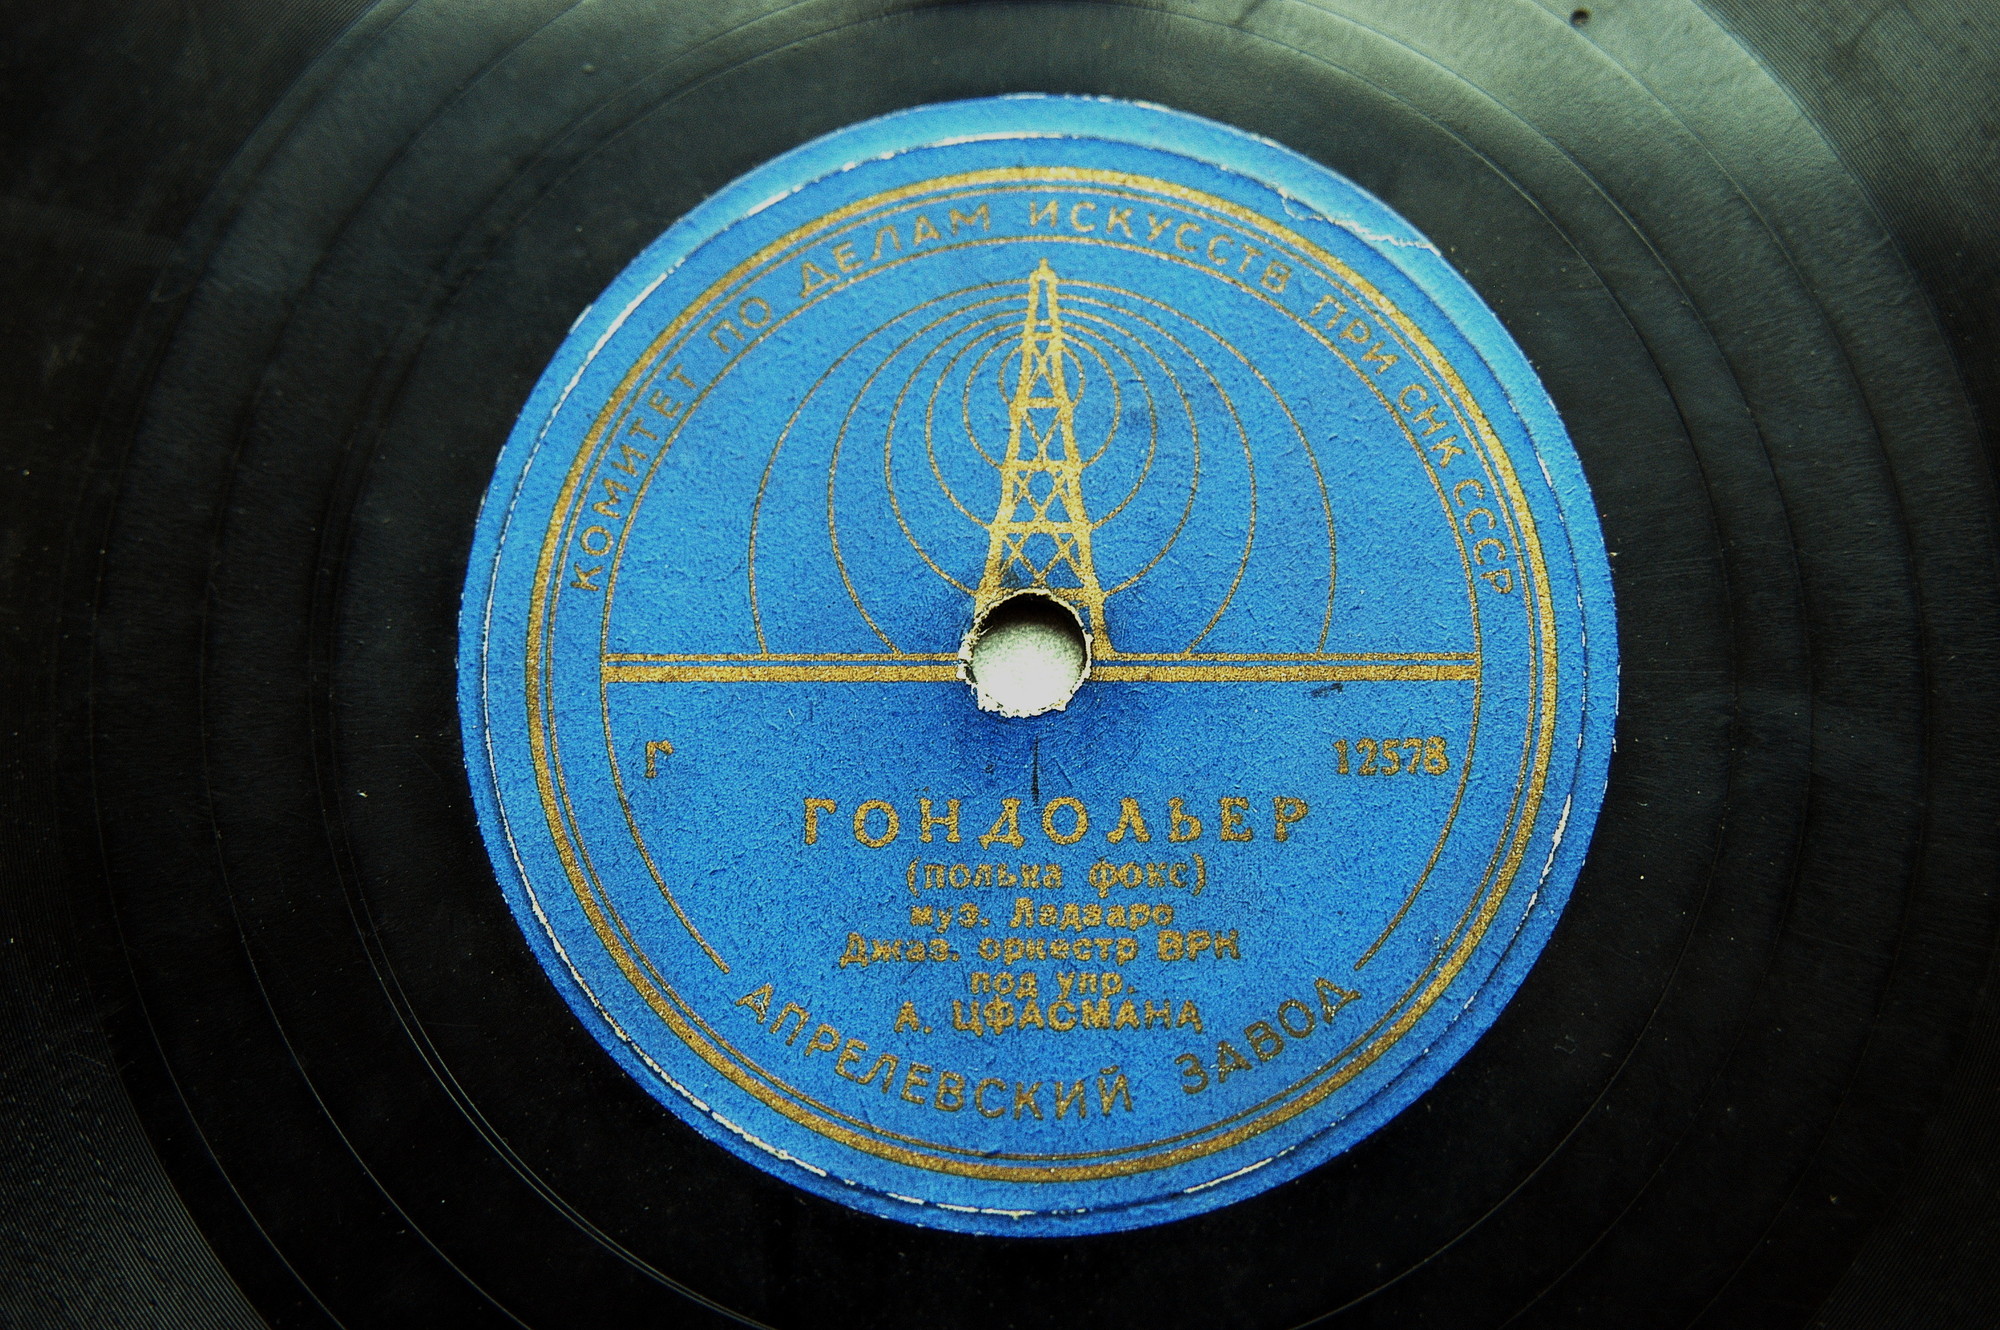 КОМИТЕТ ПО ДЕЛАМ ИСКУССТВ ПРИ СНК СССР
Г 12578
ГОНДОЛЬЕР
(полька фокс)
муз. Ладзаро
Джаз. оркестр ВРК
под упр.
А. ЦФАСМАНА
АПРЕЛЕВСКИЙ ЗАВОД